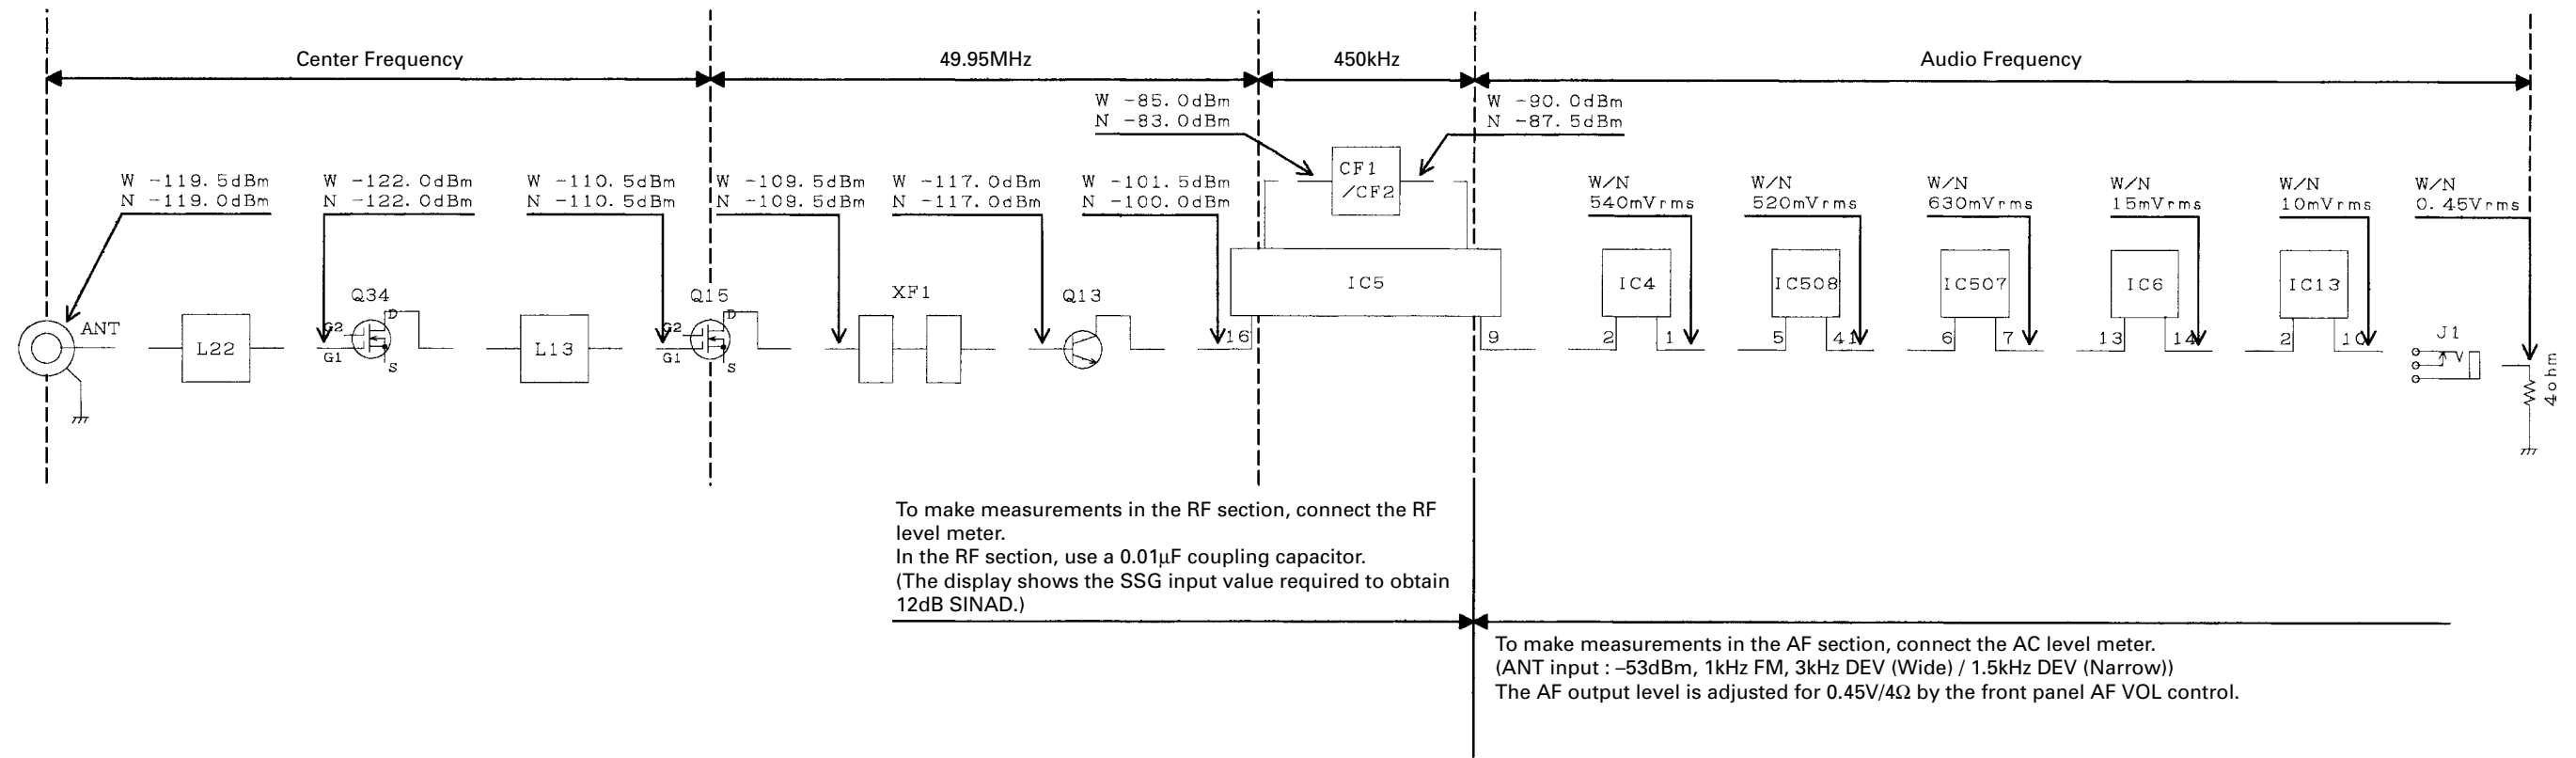 Center Frequency
49.95MHz
450kHz
Audio Frequency
W -85.0dBm
N -83.0dBm
W -90.0dBm
N -87.5dBm
W -119.5dBm
N -119.0dBm
W -122.0dBm
N -122.0dBm
W -110.5dBm
N -110.5dBm
W -109.5dBm
N -109.5dBm
W -117.0dBm
N -117.0dBm
W -101.5dBm
N -100.0dBm
CF1
/CF2
W/N
540mVrms
W/N
520mVrms
W/N
630mVrms
W/N
15mVrms
W/N
10mVrms
W/N
0.45Vrms
ANT
L22
Q34
D
G2
G1
S
L13
Q15
D
G2
G1
S
XF1
Q13
16
IC5
9
IC4
2
1
IC508
5
41
IC507
6
7
IC6
13
14
IC13
2
10
J1
4ohm
To make measurements in the RF section, connect the RF
level meter.
In the RF section, use a 0.01µF coupling capacitor.
(The display shows the SSG input value required to obtain
12dB SINAD.)
To make measurements in the AF section, connect the AC level meter.
(ANT input : –53dBm, 1kHz FM, 3kHz DEV (Wide) / 1.5kHz DEV (Narrow))
The AF output level is adjusted for 0.45V/4Ω by the front panel AF VOL control.